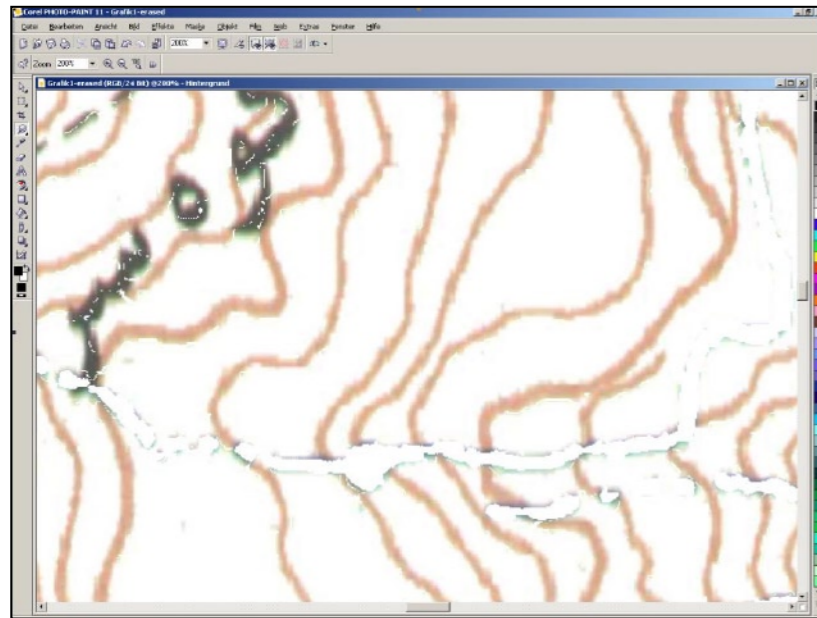 Corel PHOTO-PAINT 11 - Grafik1-erased
Datei Bearbeiten Ansicht Bild Effekte Maske Objekt Film Web Extras Fenster Hilfe
200%
Zoom 200%
Grafik1-erased (RGB/24 Bit) @200% - Hintergrund